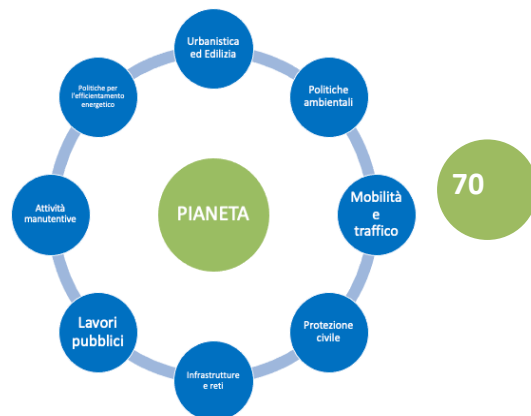 Urbanistica
ed Edilizia
Politiche
ambientali
Mobilità
e
traffico
Protezione
civile
Infrastrutture
e reti
Lavori
pubblici
Attività
manutentive
Politiche per
l'efficientamento
energetico
PIANETA
70